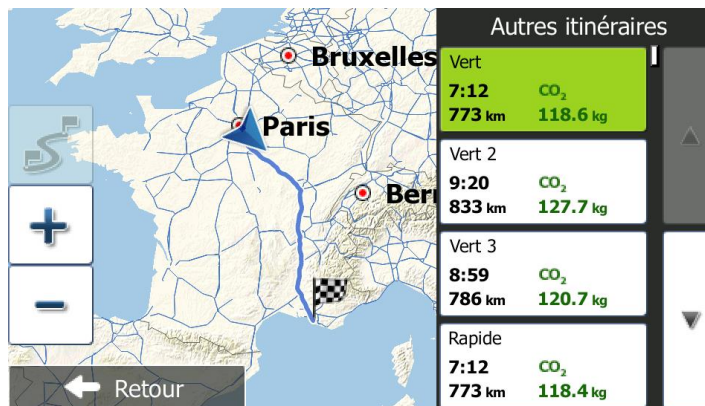 Autres itinéraires
Bruxelles
Paris
Bern
Retour
Vert
7:12 CO₂
773 km 118.6 kg
Vert 2
9:20 CO₂
833 km 127.7 kg
Vert 3
8:59 CO₂
786 km 120.7 kg
Rapide
7:12 CO₂
773 km 118.4 kg